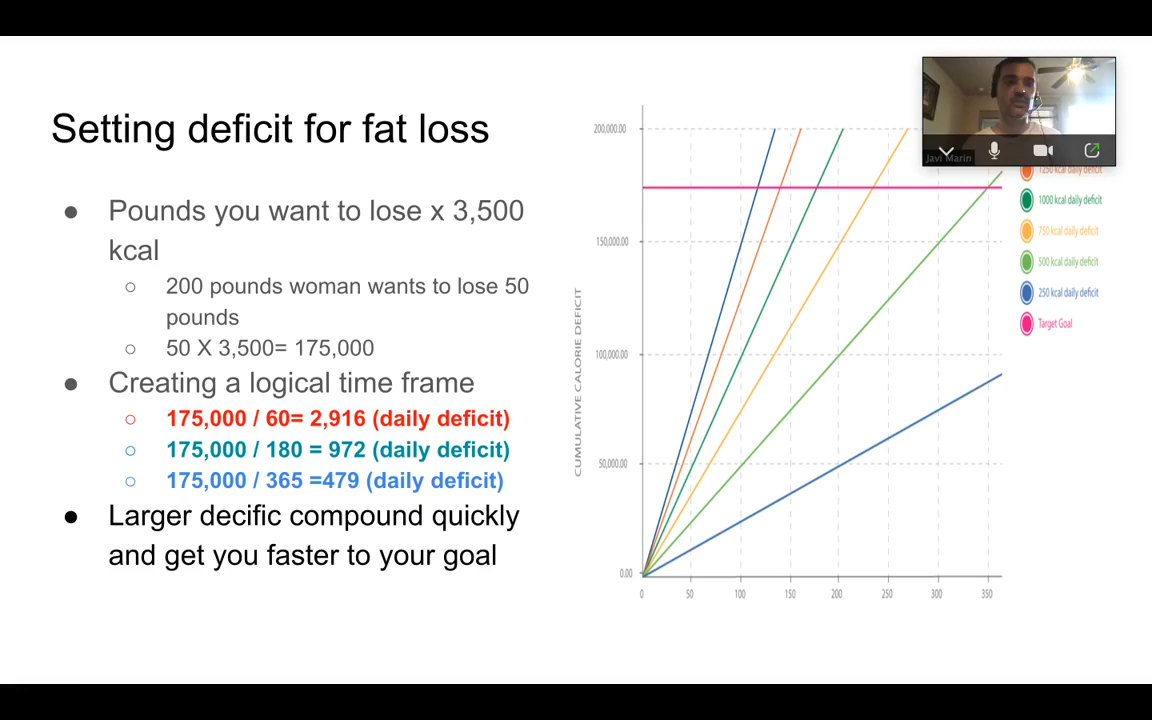 Setting deficit for fat loss
● Pounds you want to lose x 3,500
kcal
○ 200 pounds woman wants to lose 50
pounds
○ 50 X 3,500= 175,000
● Creating a logical time frame
○ 175,000 / 60= 2,916 (daily deficit)
○ 175,000 / 180 = 972 (daily deficit)
○ 175,000 / 365 =479 (daily deficit)
● Larger decific compound quickly
and get you faster to your goal
CUMULATIVE CALORIE DEFICIT
200,000.00
150,000.00
100,000.00
50,000.00
0.00
0 50 100 150 200 250 300 350
Javi Marin
1250 kcal daily deficit
1000 kcal daily deficit
750 kcal daily deficit
500 kcal daily deficit
250 kcal daily deficit
Target Goal